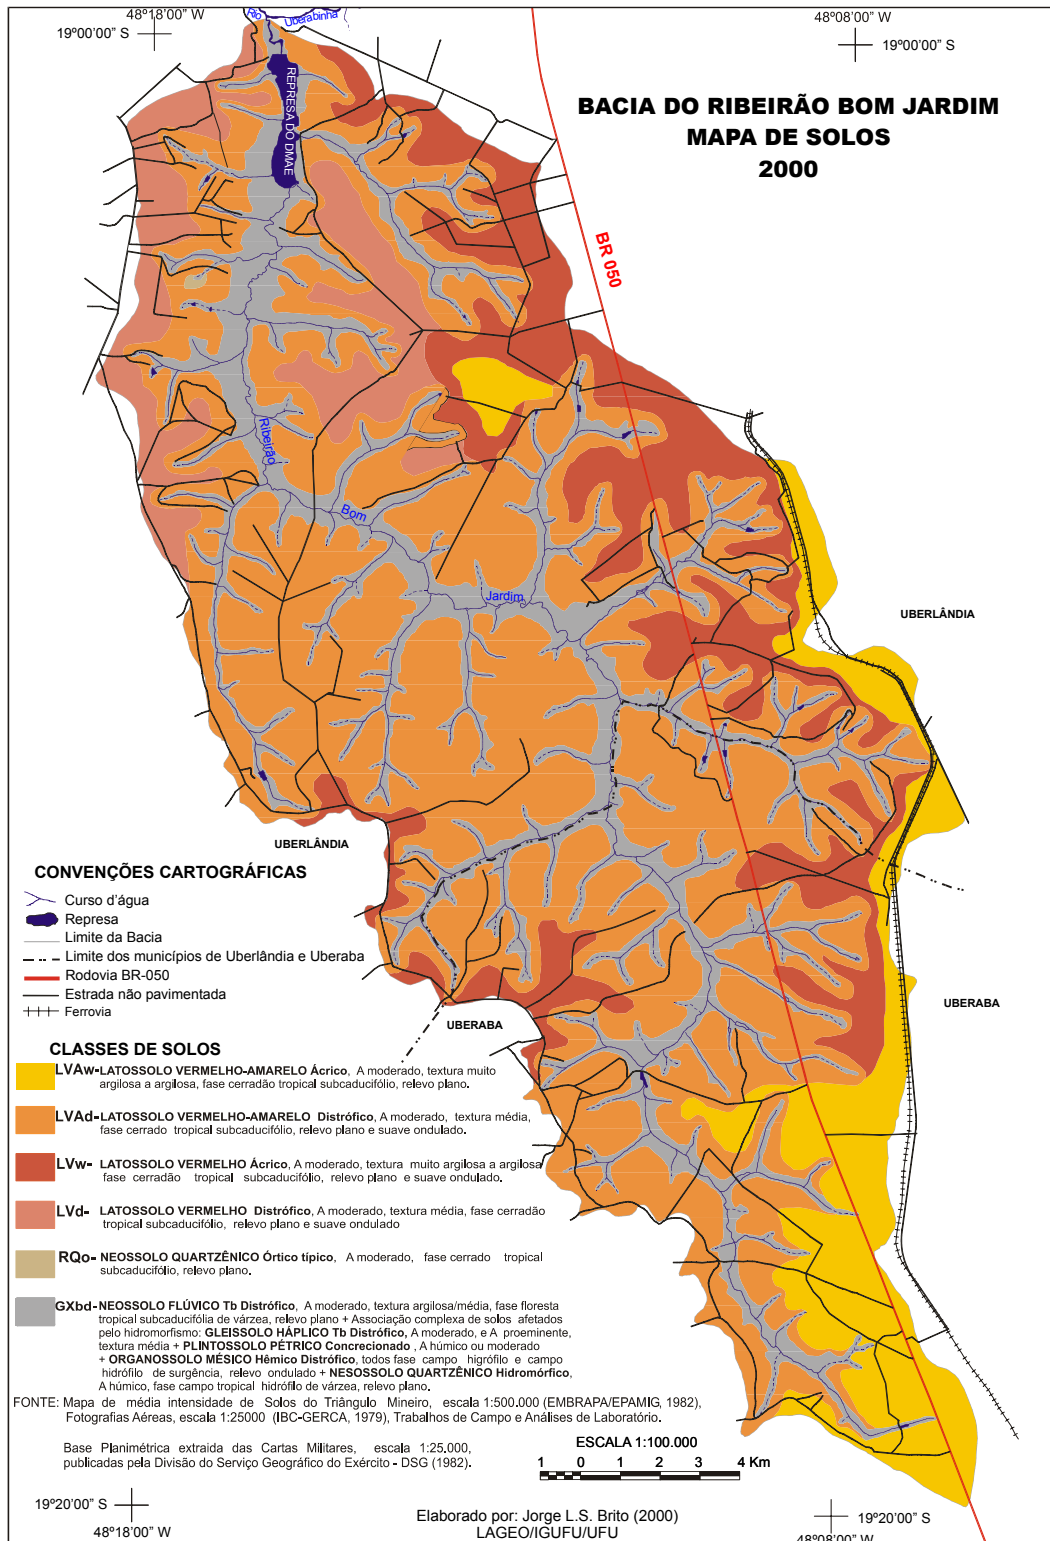 Rio Uberabinha
48º18'00" W
19º00'00" S
48º08'00" W
19º00'00" S
BACIA DO RIBEIRÃO BOM JARDIM
MAPA DE SOLOS
2000
REPRESA DO DMAE
BR 050
Ribeirão
Bom
Jardim
UBERLÂNDIA
UBERLÂNDIA
UBERABA
UBERABA
CONVENÇÕES CARTOGRÁFICAS
Curso d'água
Represa
Limite da Bacia
Limite dos municípios de Uberlândia e Uberaba
Rodovia BR-050
Estrada não pavimentada
Ferrovia
CLASSES DE SOLOS
LVAw- LATOSSOLO VERMELHO-AMARELO Ácrico, A moderado, textura muito
argilosa a argilosa, fase cerradão tropical subcaducifólio, relevo plano.
LVAd- LATOSSOLO VERMELHO-AMARELO Distrófico, A moderado, textura média,
fase cerrado tropical subcaducifólio, relevo plano e suave ondulado.
LVw- LATOSSOLO VERMELHO Ácrico, A moderado, textura muito argilosa a argilosa
fase cerradão tropical subcaducifólio, relevo plano e suave ondulado.
LVd- LATOSSOLO VERMELHO Distrófico, A moderado, textura média, fase cerradão
tropical subcaducifólio, relevo plano e suave ondulado
RQo- NEOSSOLO QUARTZÊNICO Órtico típico, A moderado, fase cerrado tropical
subcaducifólio, relevo plano.
GXbd- NEOSSOLO FLÚVICO Tb Distrófico, A moderado, textura argilosa/média, fase floresta
tropical subcaducifólia de várzea, relevo plano + Associação complexa de solos afetados
pelo hidromorfismo: GLEISSOLO HÁPLICO Tb Distrófico, A moderado, e A proeminente,
textura média + PLINTOSSOLO PÉTRICO Concrecionado , A húmico ou moderado
+ ORGANOSSOLO MÉSICO Hêmico Distrófico, todos fase campo higrófilo e campo
hidrófilo de surgência, relevo ondulado + NESOSSOLO QUARTZÊNICO Hidromórfico,
A húmico, fase campo tropical hidrófilo de várzea, relevo plano.
FONTE: Mapa de média intensidade de Solos do Triângulo Mineiro, escala 1:500.000 (EMBRAPA/EPAMIG, 1982),
Fotografias Aéreas, escala 1:25000 (IBC-GERCA, 1979), Trabalhos de Campo e Análises de Laboratório.
Base Planimétrica extraida das Cartas Militares, escala 1:25.000,
publicadas pela Divisão do Serviço Geográfico do Exército - DSG (1982).
ESCALA 1:100.000
1 0 1 2 3 4 Km
19º20'00" S
48º18'00" W
Elaborado por: Jorge L.S. Brito (2000)
LAGEO/IGUFU/UFU
19º20'00" S
48º08'00" W